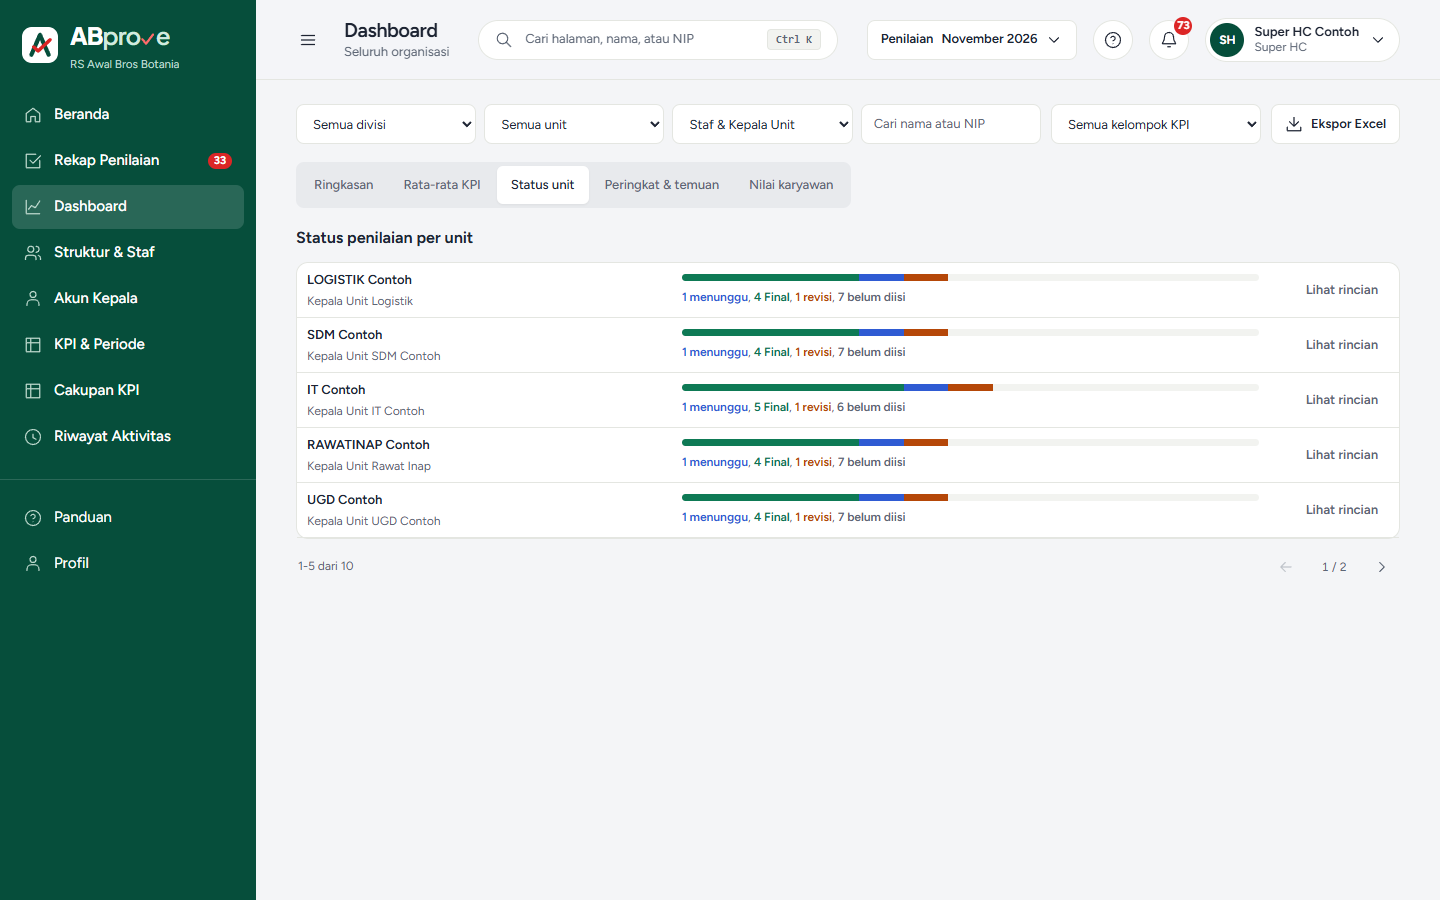 ABprove
RS Awal Bros Botania
Beranda
Rekap Penilaian 33
Dashboard
Struktur & Staf
Akun Kepala
KPI & Periode
Cakupan KPI
Riwayat Aktivitas
Panduan
Profil
Dashboard
Seluruh organisasi
Cari halaman, nama, atau NIP Ctrl K
Penilaian November 2026
73
SH
Super HC Contoh
Super HC
Semua divisi
Semua unit
Staf & Kepala Unit
Cari nama atau NIP
Semua kelompok KPI
Ekspor Excel
Ringkasan
Rata-rata KPI
Status unit
Peringkat & temuan
Nilai karyawan
Status penilaian per unit
LOGISTIK Contoh
Kepala Unit Logistik
1 menunggu, 4 Final, 1 revisi, 7 belum diisi
Lihat rincian
SDM Contoh
Kepala Unit SDM Contoh
1 menunggu, 4 Final, 1 revisi, 7 belum diisi
Lihat rincian
IT Contoh
Kepala Unit IT Contoh
1 menunggu, 5 Final, 1 revisi, 6 belum diisi
Lihat rincian
RAWATINAP Contoh
Kepala Unit Rawat Inap
1 menunggu, 4 Final, 1 revisi, 7 belum diisi
Lihat rincian
UGD Contoh
Kepala Unit UGD Contoh
1 menunggu, 4 Final, 1 revisi, 7 belum diisi
Lihat rincian
1-5 dari 10
1 / 2